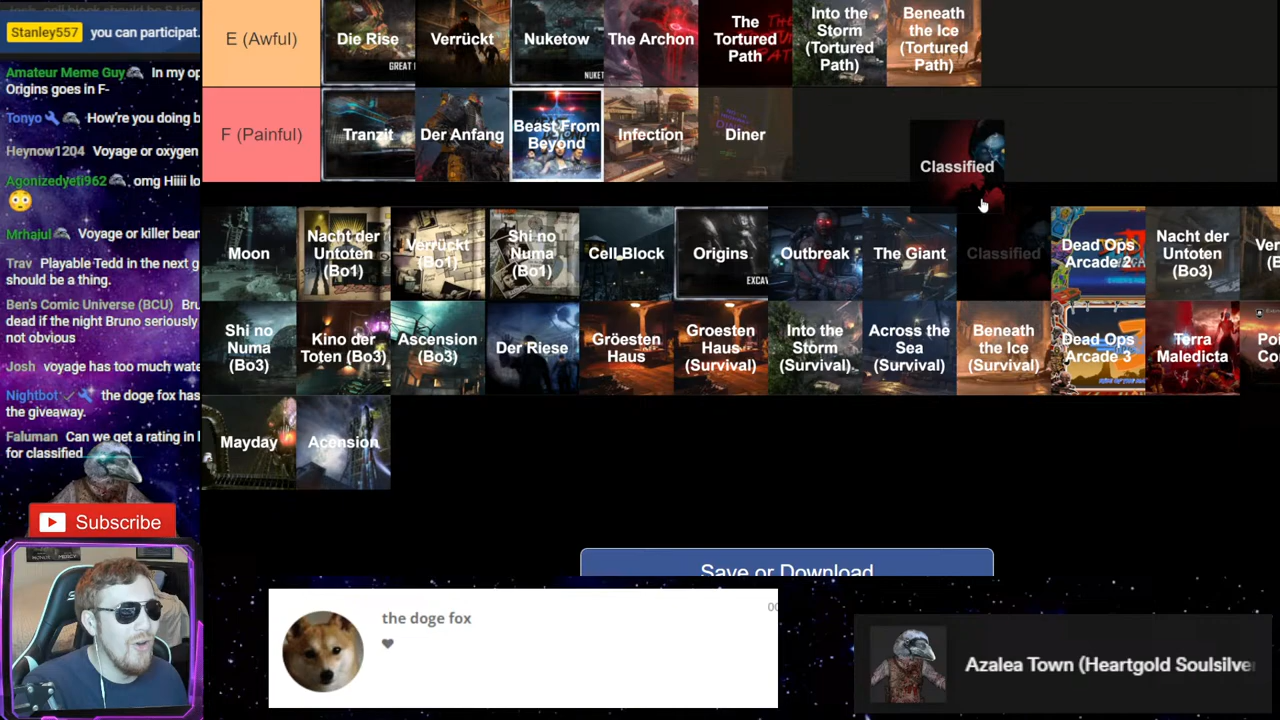 Stanley557 you can participat
Amateur Meme Guy In my op
Origins goes in F-
Tonyo How're you doing b
Heynow1204 Voyage or oxygen
Agonizedyeti962 omg Hiiii lo
Mrhajul Voyage or killer bean
Trav Playable Tedd in the next g
should be a thing.
Ben's Comic Universe (BCU) Bru
dead if the night Bruno seriously
not obvious
Josh voyage has too much wate
Nightbot the doge fox has
the giveaway.
Faluman Can we get a rating in
for classified
Subscribe
E (Awful)
Die Rise
GREAT
Verrückt
Nuketow
NUKET
The Archon
The
Tortured
Path
Into the
Storm
(Tortured
Path)
Beneath
the Ice
(Tortured
Path)
F (Painful)
Tranzit
Der Anfang
Beast From
Beyond
Infection
Diner
Classified
Moon
Nacht der
Untoten
(Bo1)
Verrückt
(Bo1)
Shi no
Numa
(Bo1)
Cell Block
Origins
EXCAV
Outbreak
The Giant
Classified
Dead Ops
Arcade 2
Nacht der
Untoten
(Bo3)
Shi no
Numa
(Bo3)
Kino der
Toten (Bo3)
Ascension
(Bo3)
Der Riese
Gröesten
Haus
Groesten
Haus
(Survival)
Into the
Storm
(Survival)
Across the
Sea
(Survival)
Beneath
the Ice
(Survival)
Dead Ops
Arcade 3
Terra
Maledicta
Mayday
Acension
Save or Download
the doge fox
Azalea Town (Heartgold Soulsilve